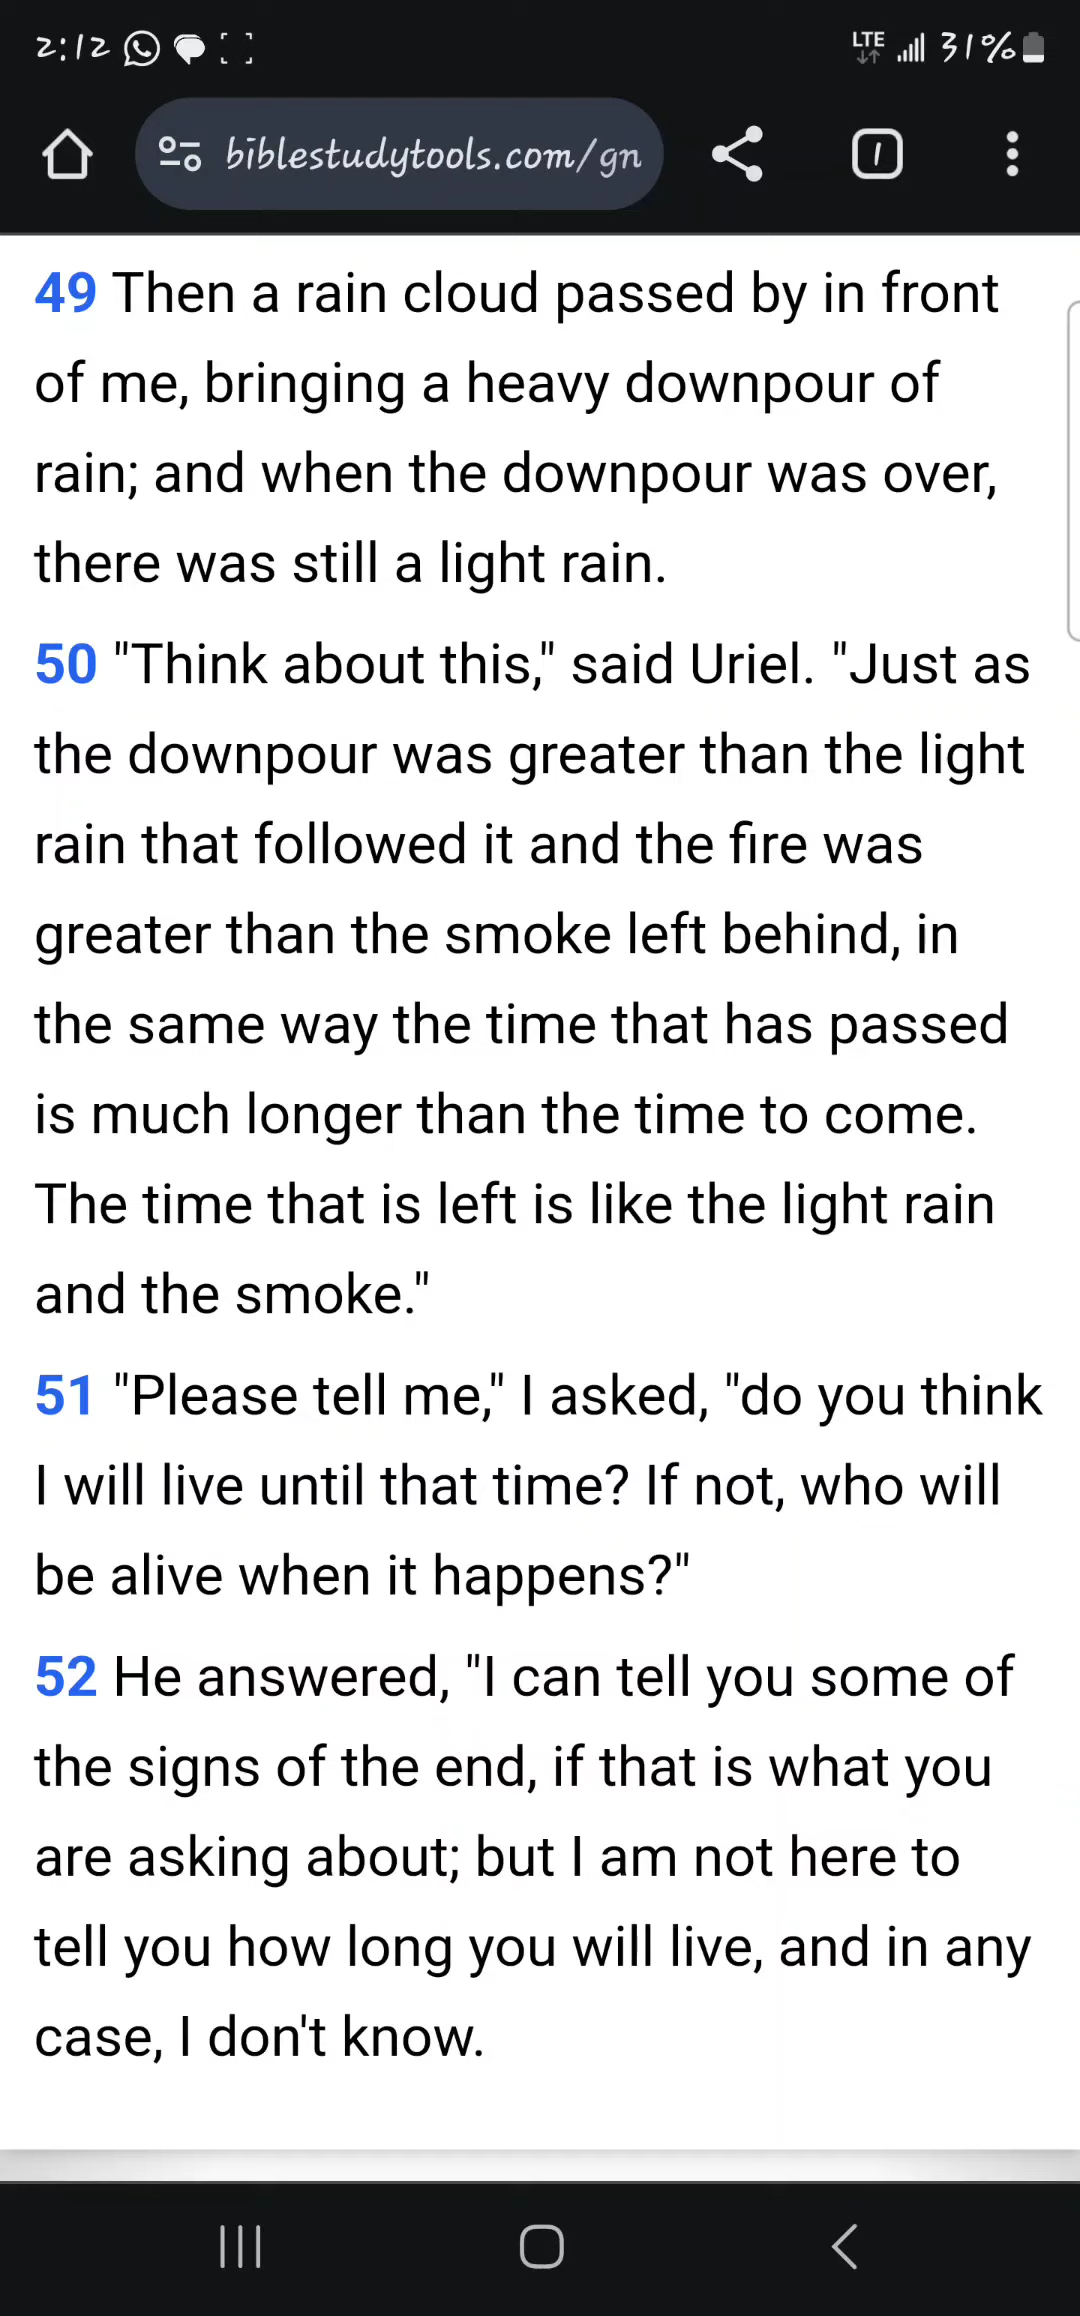 2:12
LTE 31%
biblestudytools.com/gn
1
49 Then a rain cloud passed by in front
of me, bringing a heavy downpour of
rain; and when the downpour was over,
there was still a light rain.
50 "Think about this," said Uriel. "Just as
the downpour was greater than the light
rain that followed it and the fire was
greater than the smoke left behind, in
the same way the time that has passed
is much longer than the time to come.
The time that is left is like the light rain
and the smoke."
51 "Please tell me," I asked, "do you think
I will live until that time? If not, who will
be alive when it happens?"
52 He answered, "I can tell you some of
the signs of the end, if that is what you
are asking about; but I am not here to
tell you how long you will live, and in any
case, I don't know.